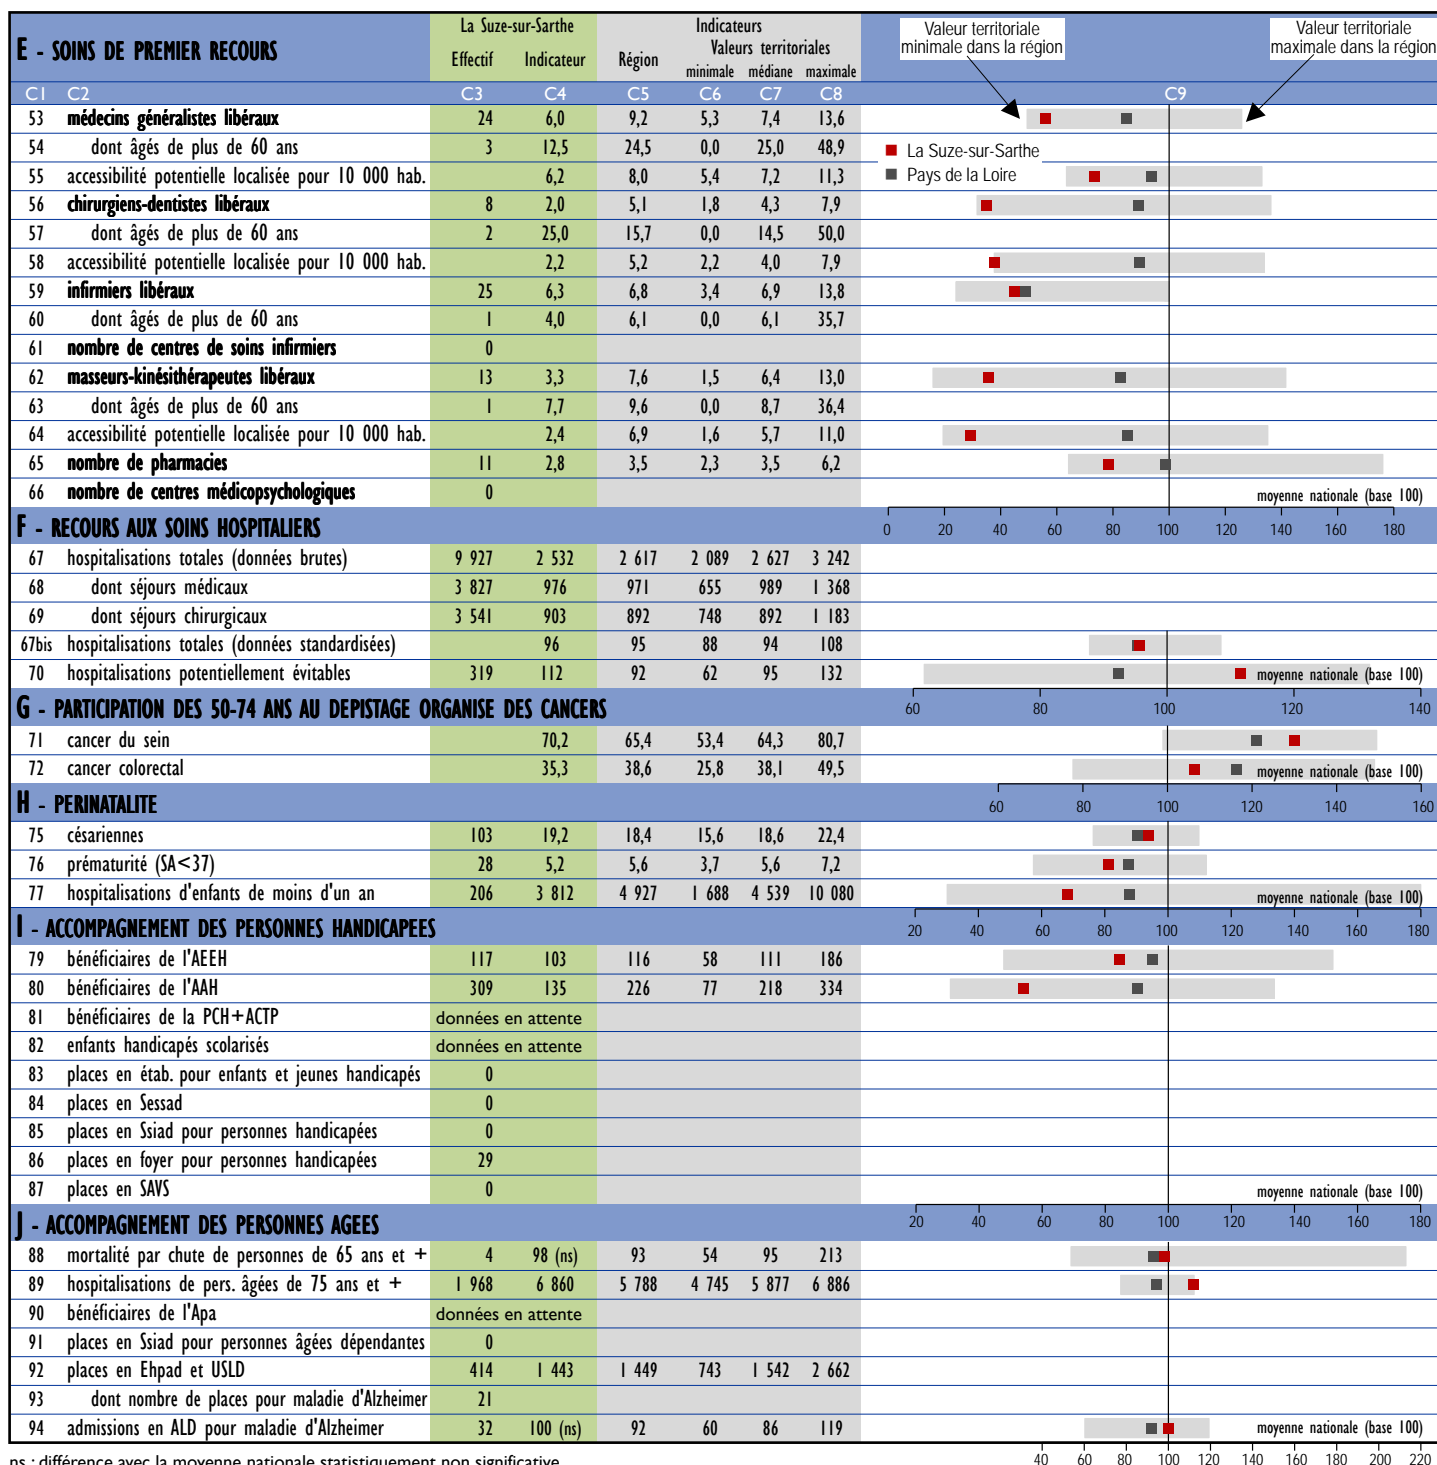 E - SOINS DE PREMIER RECOURS La Suze-sur-Sarthe Indicateurs
Effectif Indicateur Région Valeurs territoriales
minimale médiane maximale
Valeur territoriale
minimale dans la région
Valeur territoriale
maximale dans la région
C1 C2 C3 C4 C5 C6 C7 C8 C9
53 médecins généralistes libéraux 24 6,0 9,2 5,3 7,4 13,6
54 dont âgés de plus de 60 ans 3 12,5 24,5 0,0 25,0 48,9
La Suze-sur-Sarthe
55 accessibilité potentielle localisée pour 10 000 hab. 6,2 8,0 5,4 7,2 11,3
Pays de la Loire
56 chirurgiens-dentistes libéraux 8 2,0 5,1 1,8 4,3 7,9
57 dont âgés de plus de 60 ans 2 25,0 15,7 0,0 14,5 50,0
58 accessibilité potentielle localisée pour 10 000 hab. 2,2 5,2 2,2 4,0 7,9
59 infirmiers libéraux 25 6,3 6,8 3,4 6,9 13,8
60 dont âgés de plus de 60 ans 1 4,0 6,1 0,0 6,1 35,7
61 nombre de centres de soins infirmiers 0
62 masseurs-kinésithérapeutes libéraux 13 3,3 7,6 1,5 6,4 13,0
63 dont âgés de plus de 60 ans 1 7,7 9,6 0,0 8,7 36,4
64 accessibilité potentielle localisée pour 10 000 hab. 2,4 6,9 1,6 5,7 11,0
65 nombre de pharmacies 11 2,8 3,5 2,3 3,5 6,2
66 nombre de centres médicopsychologiques 0 moyenne nationale (base 100)
F - RECOURS AUX SOINS HOSPITALIERS 0 20 40 60 80 100 120 140 160 180
67 hospitalisations totales (données brutes) 9 927 2 532 2 617 2 089 2 627 3 242
68 dont séjours médicaux 3 827 976 971 655 989 1 368
69 dont séjours chirurgicaux 3 541 903 892 748 892 1 183
67bis hospitalisations totales (données standardisées) 96 95 88 94 108
70 hospitalisations potentiellement évitables 319 112 92 62 95 132 moyenne nationale (base 100)
G - PARTICIPATION DES 50-74 ANS AU DEPISTAGE ORGANISE DES CANCERS 60 80 100 120 140
71 cancer du sein 70,2 65,4 53,4 64,3 80,7
72 cancer colorectal 35,3 38,6 25,8 38,1 49,5 moyenne nationale (base 100)
H - PERINATALITE 60 80 100 120 140 160
75 césariennes 103 19,2 18,4 15,6 18,6 22,4
76 prématurité (SA<37) 28 5,2 5,6 3,7 5,6 7,2
77 hospitalisations d'enfants de moins d'un an 206 3 812 4 927 1 688 4 539 10 080 moyenne nationale (base 100)
I - ACCOMPAGNEMENT DES PERSONNES HANDICAPEES 20 40 60 80 100 120 140 160 180
79 bénéficiaires de l'AEEH 117 103 116 58 111 186
80 bénéficiaires de l'AAH 309 135 226 77 218 334
81 bénéficiaires de la PCH+ACTP données en attente
82 enfants handicapés scolarisés données en attente
83 places en étab. pour enfants et jeunes handicapés 0
84 places en Sessad 0
85 places en Ssiad pour personnes handicapées 0
86 places en foyer pour personnes handicapées 29
87 places en SAVS 0 moyenne nationale (base 100)
J - ACCOMPAGNEMENT DES PERSONNES AGEES 20 40 60 80 100 120 140 160 180
88 mortalité par chute de personnes de 65 ans et + 4 98 (ns) 93 54 95 213
89 hospitalisations de pers. âgées de 75 ans et + 1 968 6 860 5 788 4 745 5 877 6 886
90 bénéficiaires de l'Apa données en attente
91 places en Ssiad pour personnes âgées dépendantes 0
92 places en Ehpad et USLD 414 1 443 1 449 743 1 542 2 662
93 dont nombre de places pour maladie d'Alzheimer 21
94 admissions en ALD pour maladie d'Alzheimer 32 100 (ns) 92 60 86 119 moyenne nationale (base 100)
40 60 80 100 120 140 160 180 200 220
ns : différence avec la moyenne nationale statistiquement non significative